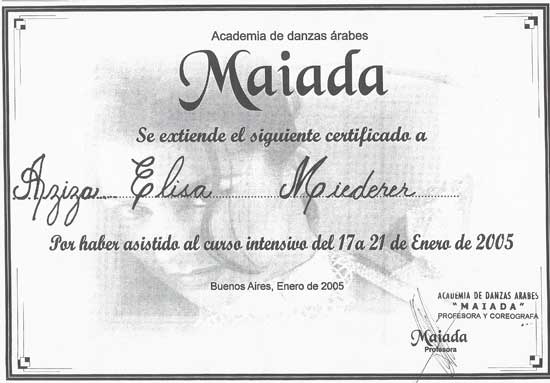 Academia de danzas árabes
Maiada
Se extiende el siguiente certificado a
Aziza Elisa Miederer
Por haber asistido al curso intensivo del 17 a 21 de Enero de 2005
Buenos Aires, Enero de 2005
ACADEMIA DE DANZAS ARABES
"MAIADA"
PROFESORA Y COREOGRAFA
Maiada
Profesora